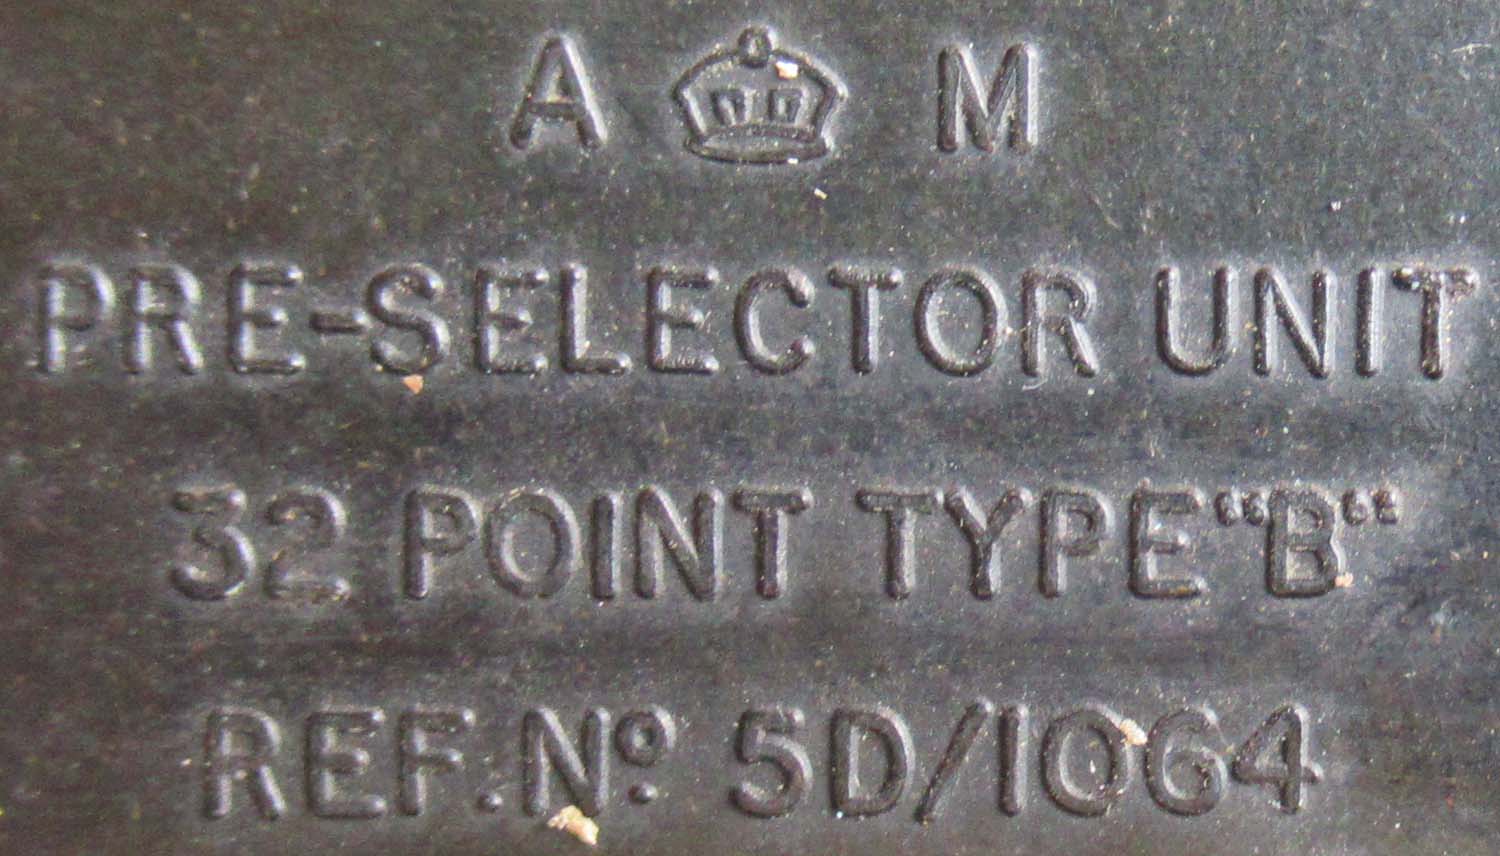 A M
PRE-SELECTOR UNIT
32 POINT TYPE "B"
REF. Nº 5D/1064